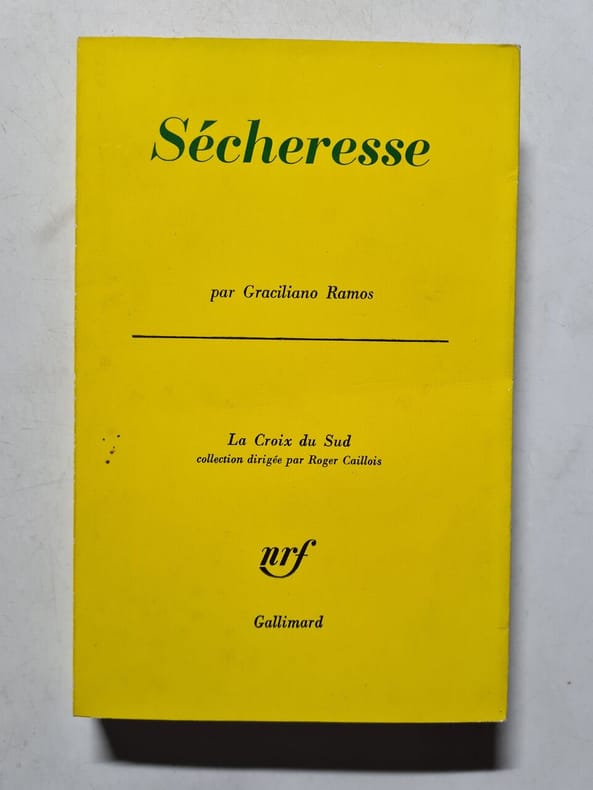 Sécheresse
par Graciliano Ramos
La Croix du Sud
collection dirigée par Roger Caillois
nrf
Gallimard